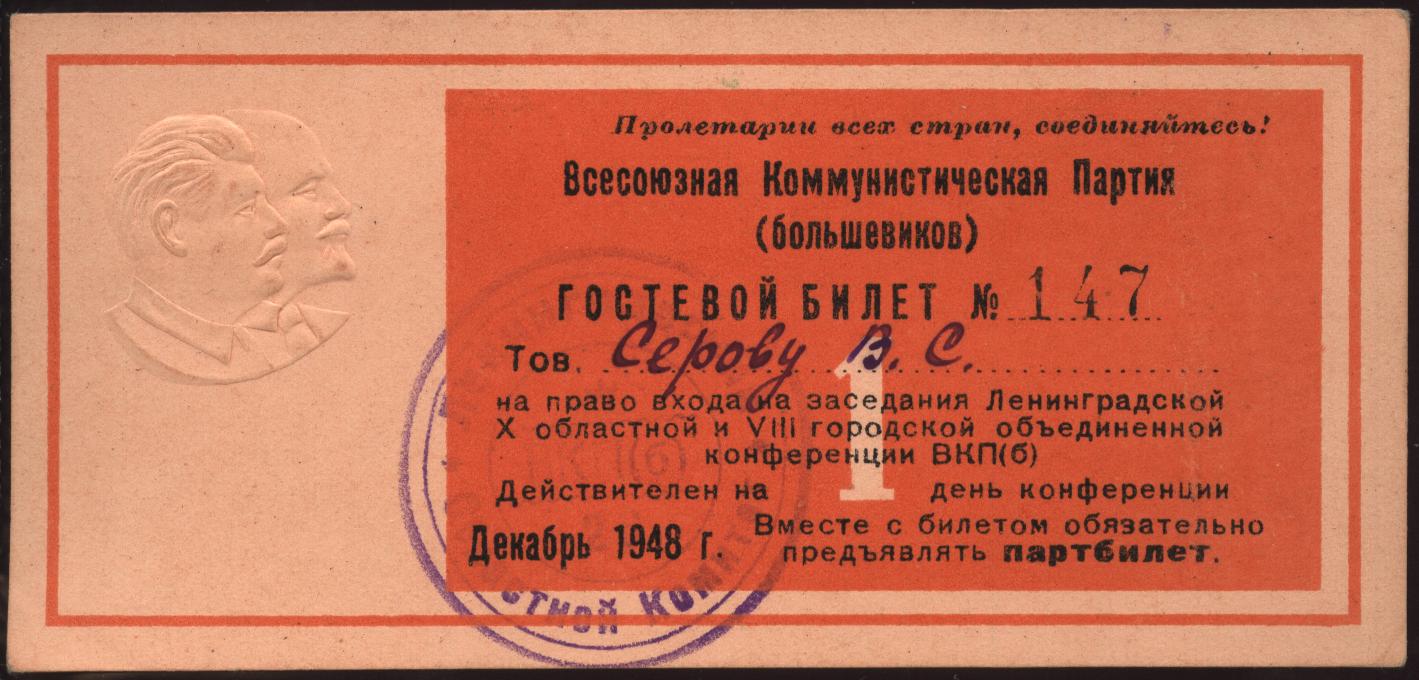 Пролетарии всех стран, соединяйтесь!
Всесоюзная Коммунистическая Партия
(большевиков)
ГОСТЕВОЙ БИЛЕТ № 147
Тов. Серову В. С.
на право входа на заседания Ленинградской
X областной и VIII городской объединенной
конференции ВКП(б)
Действителен на 1 день конференции
Декабрь 1948 г.
Вместе с билетом обязательно
предъявлять партбилет.
КОМИТЕТ